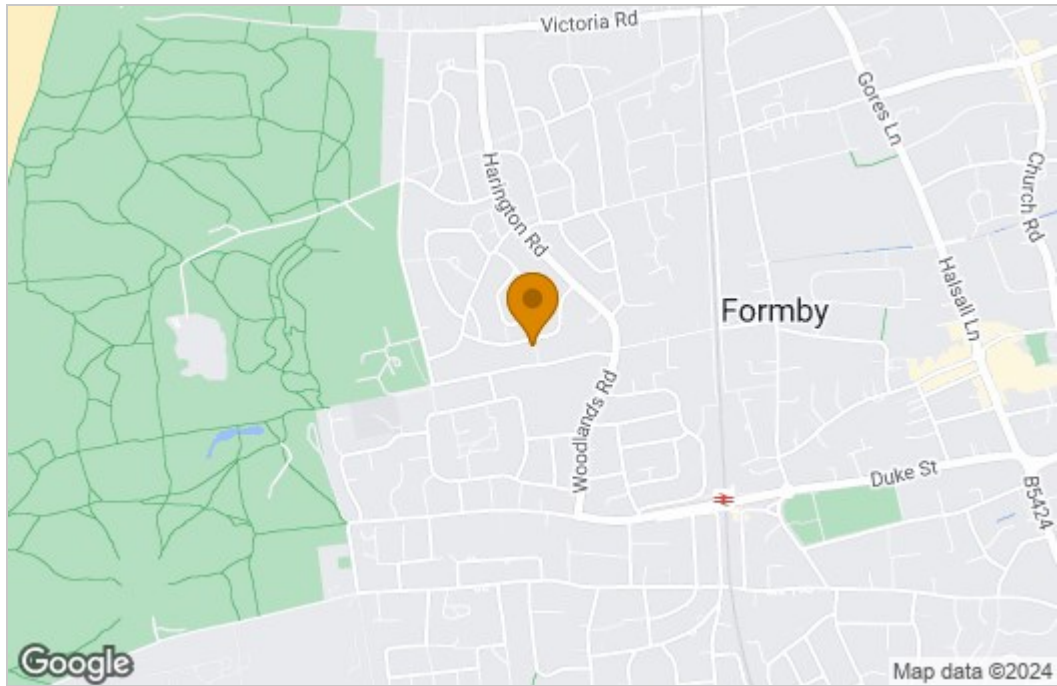 Victoria Rd
Gores Ln
Church Rd
Harington Rd
Halsall Ln
Formby
Woodlands Rd
Duke St
B5424
Google
Map data ©2024